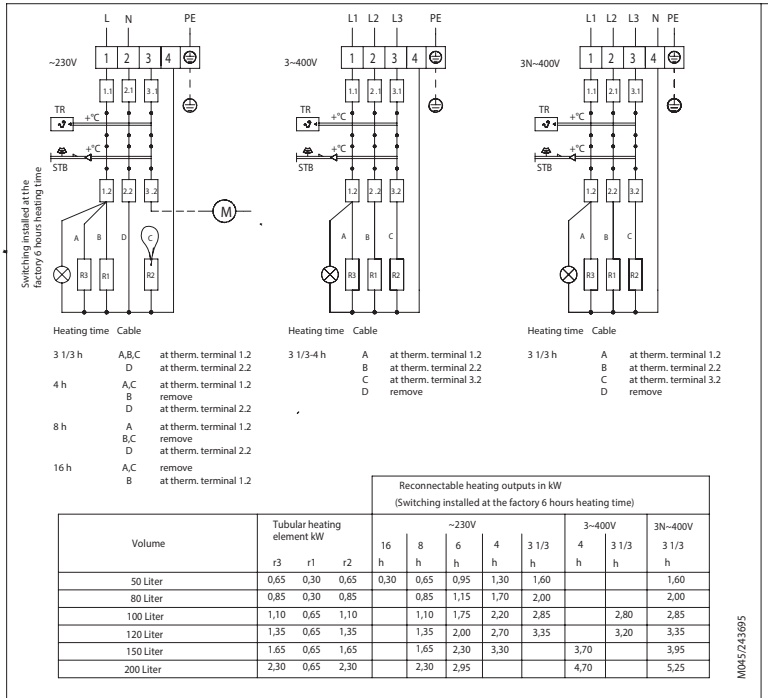 L N PE
~230V 1 2 3 4
1.1 2.1 3.1
TR +°C
+°C
STB
1.2 2.2 3.2
M
A B D C
R3 R1 R2
Switching installed at the
factory 6 hours heating time
Heating time Cable
3 1/3 h A,B,C at therm. terminal 1.2
D at therm. terminal 2.2
4 h A,C at therm. terminal 1.2
B remove
D at therm. terminal 2.2
8 h A at therm. terminal 1.2
B,C remove
D at therm. terminal 2.2
16 h A,C remove
B at therm. terminal 1.2
L1 L2 L3 PE
3~400V 1 2 3 4
1.1 2.1 3.1
TR +°C
+°C
STB
1.2 2.2 3.2
A B C
R3 R1 R2
Heating time Cable
3 1/3-4 h A at therm. terminal 1.2
B at therm. terminal 2.2
C at therm. terminal 3.2
D remove
L1 L2 L3 N PE
3N~400V 1 2 3 4
1.1 2.1 3.1
TR +°C
+°C
STB
1.2 2.2 3.2
A B C
R3 R1 R2
Heating time Cable
3 1/3 h A at therm. terminal 1.2
B at therm. terminal 2.2
C at therm. terminal 3.2
D remove
Reconnectable heating outputs in kW
(Switching installed at the factory 6 hours heating time)
Volume Tubular heating ~230V 3~400V 3N~400V
element kW 16 8 6 4 3 1/3 4 3 1/3 3 1/3
r3 r1 r2 h h h h h h h h
50 Liter 0,65 0,30 0,65 0,30 0,65 0,95 1,30 1,60 1,60
80 Liter 0,85 0,30 0,85 0,85 1,15 1,70 2,00 2,00
100 Liter 1,10 0,65 1,10 1,10 1,75 2,20 2,85 2,80 2,85
120 Liter 1,35 0,65 1,35 1,35 2,00 2,70 3,35 3,20 3,35
150 Liter 1.65 0,65 1,65 1,65 2,30 3,30 3,70 3,95
200 Liter 2,30 0,65 2,30 2,30 2,95 4,70 5,25
M045/243695